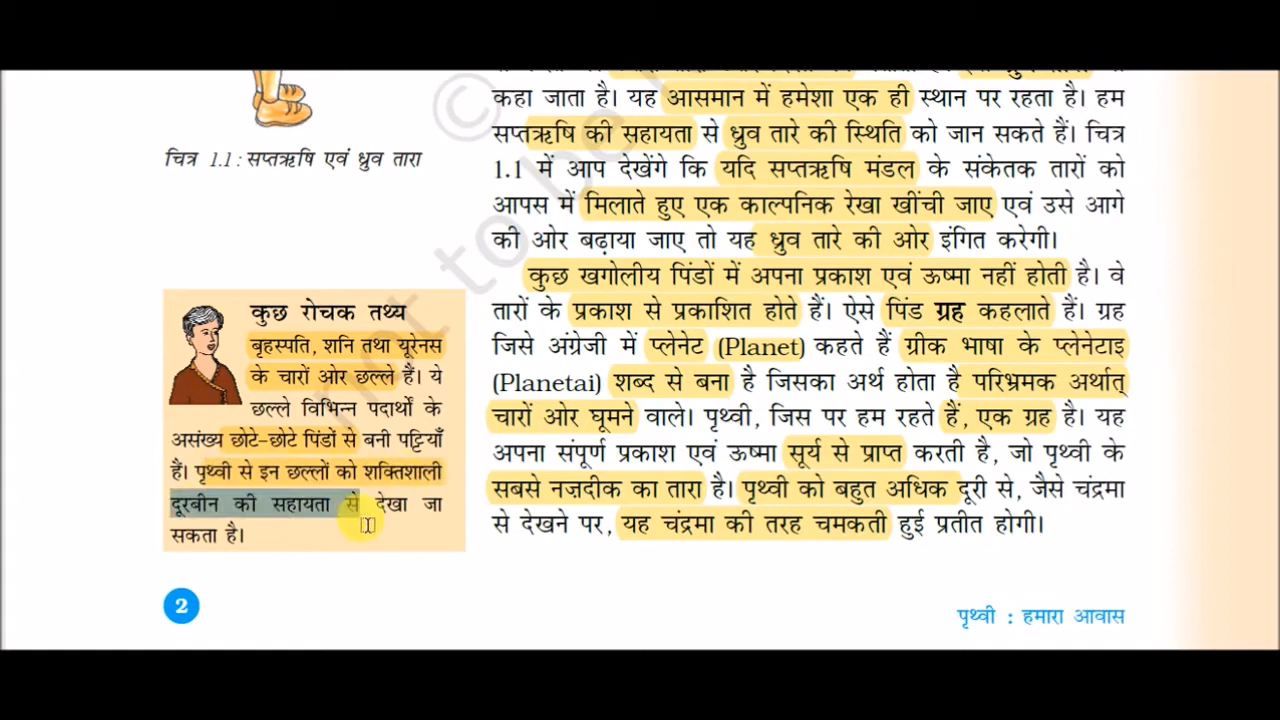 कहा जाता है। यह आसमान में हमेशा एक ही स्थान पर रहता है। हम
सप्तऋषि की सहायता से ध्रुव तारे की स्थिति को जान सकते हैं। चित्र
1.1 में आप देखेंगे कि यदि सप्तऋषि मंडल के संकेतक तारों को
आपस में मिलाते हुए एक काल्पनिक रेखा खींची जाए एवं उसे आगे
की ओर बढ़ाया जाए तो यह ध्रुव तारे की ओर इंगित करेगी।
कुछ खगोलीय पिंडों में अपना प्रकाश एवं ऊष्मा नहीं होती है। वे
तारों के प्रकाश से प्रकाशित होते हैं। ऐसे पिंड ग्रह कहलाते हैं। ग्रह
जिसे अंग्रेजी में प्लेनेट (Planet) कहते हैं ग्रीक भाषा के प्लेनेटाइ
(Planetai) शब्द से बना है जिसका अर्थ होता है परिभ्रमक अर्थात्
चारों ओर घूमने वाले। पृथ्वी, जिस पर हम रहते हैं, एक ग्रह है। यह
अपना संपूर्ण प्रकाश एवं ऊष्मा सूर्य से प्राप्त करती है, जो पृथ्वी के
सबसे नज़दीक का तारा है। पृथ्वी को बहुत अधिक दूरी से, जैसे चंद्रमा
से देखने पर, यह चंद्रमा की तरह चमकती हुई प्रतीत होगी।
चित्र 1.1 : सप्तऋषि एवं ध्रुव तारा
कुछ रोचक तथ्य
बृहस्पति, शनि तथा यूरेनस
के चारों ओर छल्ले हैं। ये
छल्ले विभिन्न पदार्थों के
असंख्य छोटे-छोटे पिंडों से बनी पट्टियाँ
हैं। पृथ्वी से इन छल्लों को शक्तिशाली
दूरबीन की सहायता से देखा जा
सकता है।
2
पृथ्वी : हमारा आवास
© not to be